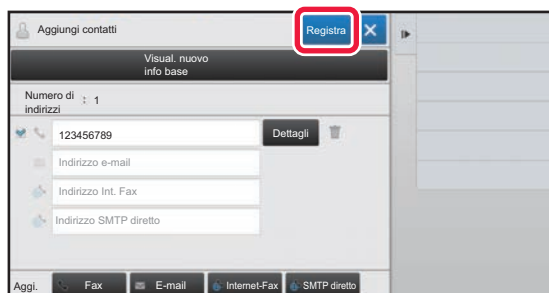 Aggiungi contatti
Registra
Visual. nuovo
info base
Numero di
indirizzi
: 1
123456789
Dettagli
Indirizzo e-mail
Indirizzo Int. Fax
Indirizzo SMTP diretto
Aggi.
Fax
E-mail
Internet-Fax
SMTP diretto